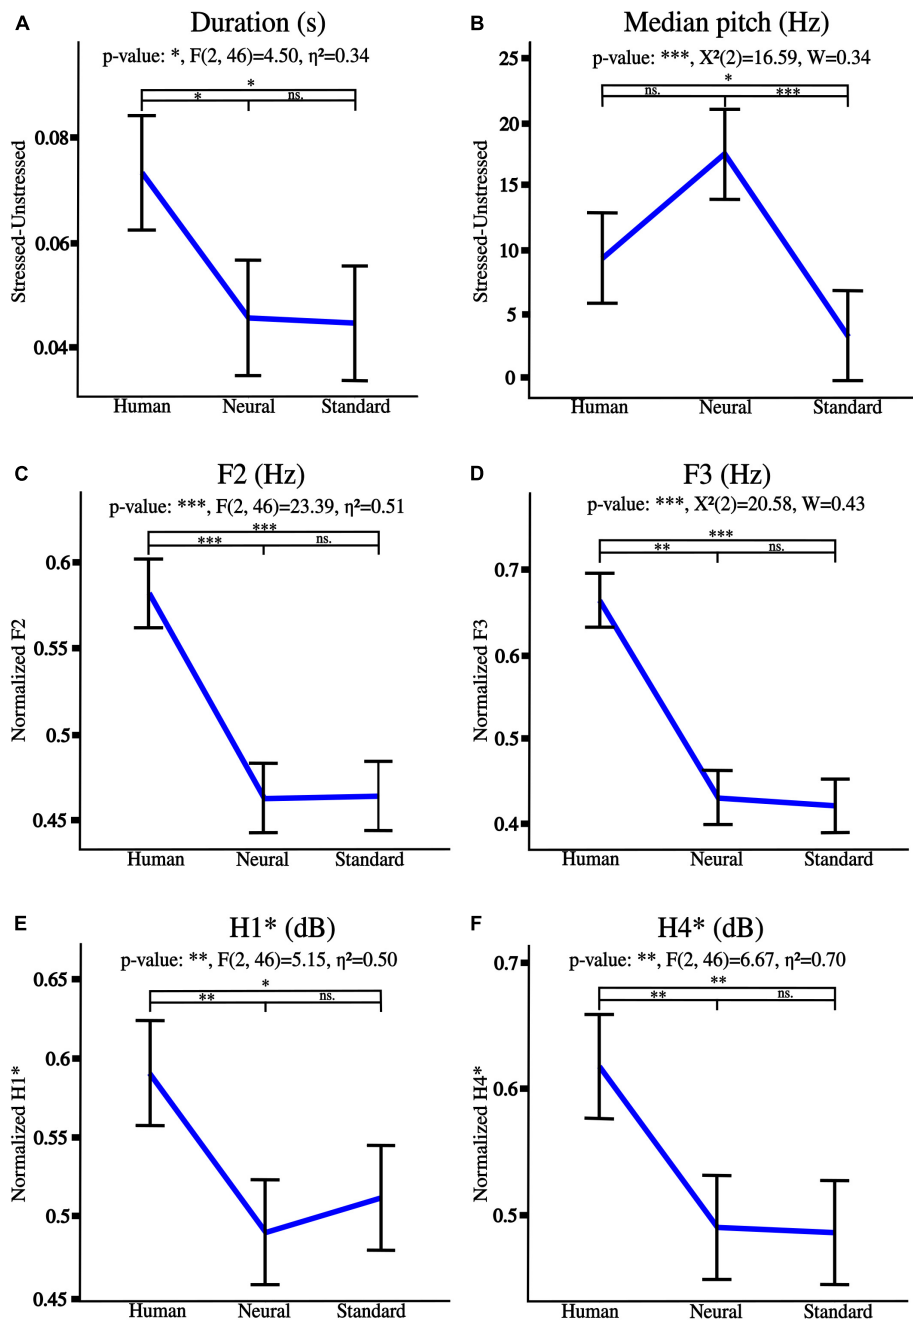 A
Duration (s)
p-value: *, F(2, 46)=4.50, η²=0.34
*
* ns.
Stressed-Unstressed
0.08
0.06
0.04
Human Neural Standard
B
Median pitch (Hz)
p-value: ***, X²(2)=16.59, W=0.34
*
ns. ***
Stressed-Unstressed
25
20
15
10
5
0
Human Neural Standard
C
F2 (Hz)
p-value: ***, F(2, 46)=23.39, η²=0.51
***
*** ns.
Normalized F2
0.6
0.55
0.5
0.45
Human Neural Standard
D
F3 (Hz)
p-value: ***, X²(2)=20.58, W=0.43
***
** ns.
Normalized F3
0.7
0.6
0.5
0.4
Human Neural Standard
E
H1* (dB)
p-value: **, F(2, 46)=5.15, η²=0.50
*
** ns.
Normalized H1*
0.65
0.6
0.55
0.5
0.45
Human Neural Standard
F
H4* (dB)
p-value: **, F(2, 46)=6.67, η²=0.70
**
** ns.
Normalized H4*
0.7
0.6
0.5
Human Neural Standard